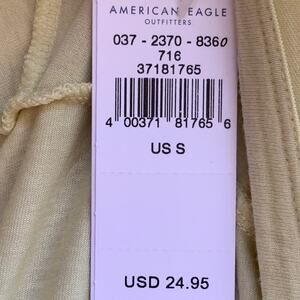 AMERICAN EAGLE
OUTFITTERS
037 - 2370 - 8360
716
37181765
4 00371 81765 6
US S
USD 24.95